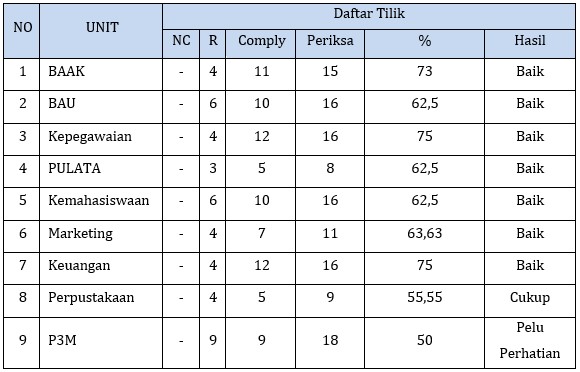 NO UNIT Daftar Tilik
NC R Comply Periksa % Hasil
1 BAAK - 4 11 15 73 Baik
2 BAU - 6 10 16 62,5 Baik
3 Kepegawaian - 4 12 16 75 Baik
4 PULATA - 3 5 8 62,5 Baik
5 Kemahasiswaan - 6 10 16 62,5 Baik
6 Marketing - 4 7 11 63,63 Baik
7 Keuangan - 4 12 16 75 Baik
8 Perpustakaan - 4 5 9 55,55 Cukup
9 P3M - 9 9 18 50 Pelu
Perhatian